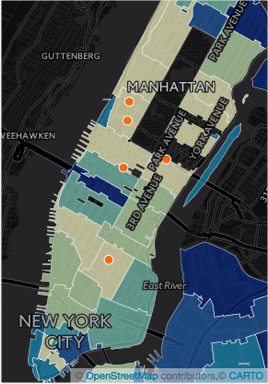 PARK AVENUE
GUTTENBERG
MANHATTAN
WEEHAWKEN
PARK AVENUE
YORK AVENUE
3RD AVENUE
31
East River
NEW YORK
CITY
© OpenStreetMap contributors, © CARTO